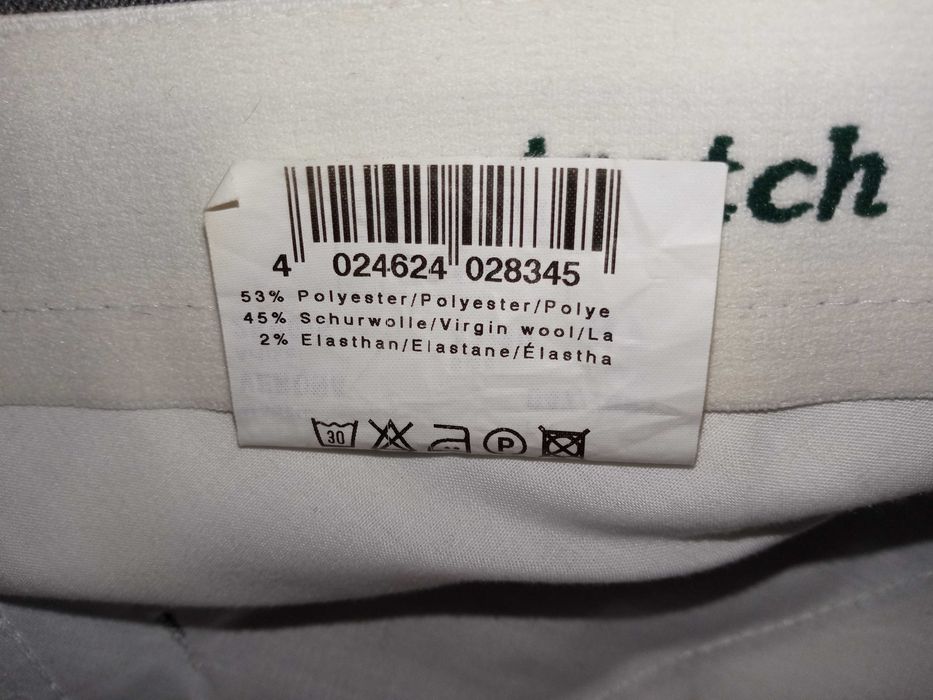 tch
4 024624 028345
53% Polyester/Polyester/Polye
45% Schurwolle/Virgin wool/La
2% Elasthan/Elastane/Élastha
30 P